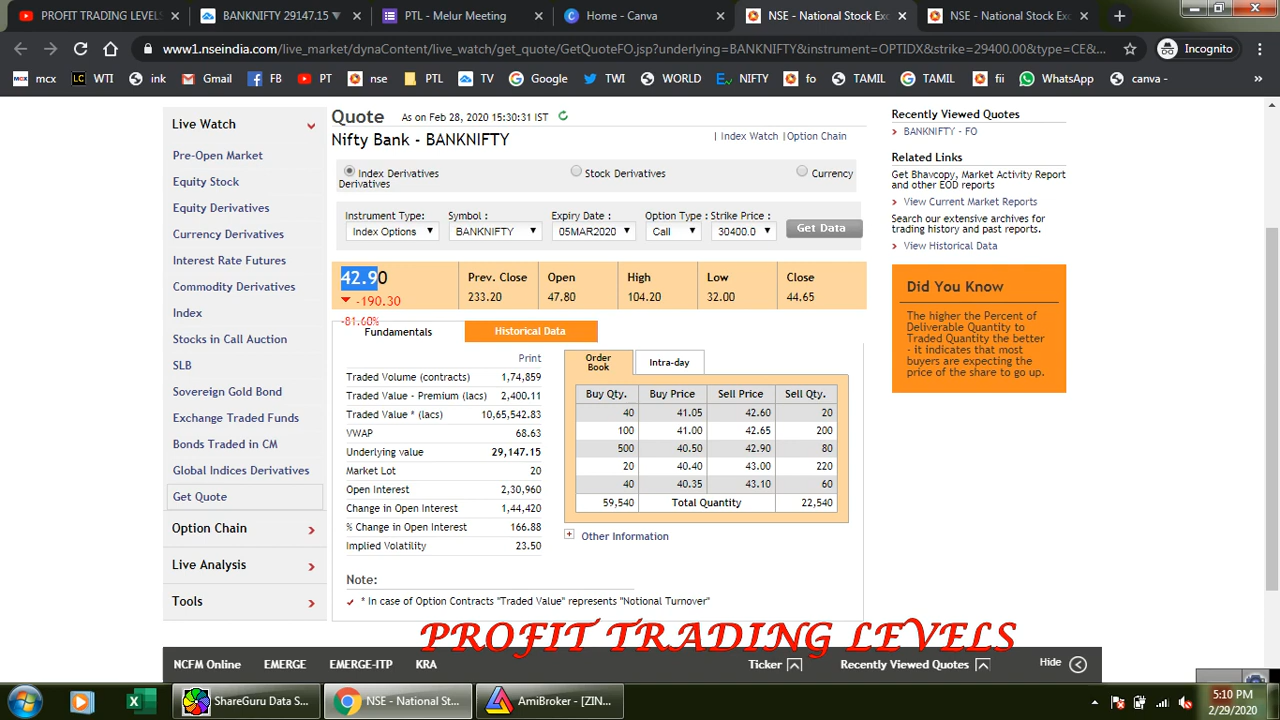 PROFIT TRADING LEVELS
BANKNIFTY 29147.15
PTL - Melur Meeting
Home - Canva
NSE - National Stock Exc
NSE - National Stock Exc
www1.nseindia.com/live_market/dynaContent/live_watch/get_quote/GetQuoteFO.jsp?underlying=BANKNIFTY&instrument=OPTIDX&strike=29400.00&type=CE&...
Incognito
mcx WTI ink Gmail FB PT nse PTL TV Google TWI WORLD NIFTY fo TAMIL TAMIL fii WhatsApp canva - »
Live Watch
Pre-Open Market
Equity Stock
Equity Derivatives
Currency Derivatives
Interest Rate Futures
Commodity Derivatives
Index
Stocks in Call Auction
SLB
Sovereign Gold Bond
Exchange Traded Funds
Bonds Traded in CM
Global Indices Derivatives
Get Quote
Option Chain
Live Analysis
Tools
Quote As on Feb 28, 2020 15:30:31 IST
Nifty Bank - BANKNIFTY | Index Watch | Option Chain
Index Derivatives Stock Derivatives Currency
Derivatives
Instrument Type: Symbol : Expiry Date : Option Type : Strike Price :
Index Options BANKNIFTY 05MAR2020 Call 30400.0 Get Data
42.90 Prev. Close Open High Low Close
-190.30 233.20 47.80 104.20 32.00 44.65
-81.60%
Fundamentals Historical Data
Print
Traded Volume (contracts) 1,74,859
Traded Value - Premium (lacs) 2,400.11
Traded Value * (lacs) 10,65,542.83
VWAP 68.63
Underlying value 29,147.15
Market Lot 20
Open Interest 2,30,960
Change in Open Interest 1,44,420
% Change in Open Interest 166.88
Implied Volatility 23.50
Order Book Intra-day
Buy Qty. Buy Price Sell Price Sell Qty.
40 41.05 42.60 20
100 41.00 42.65 200
500 40.50 42.90 80
20 40.40 43.00 220
40 40.35 43.10 60
59,540 Total Quantity 22,540
+ Other Information
Note:
* In case of Option Contracts "Traded Value" represents "Notional Turnover"
Recently Viewed Quotes
BANKNIFTY - FO
Related Links
Get Bhavcopy, Market Activity Report
and other EOD reports
View Current Market Reports
Search our extensive archives for
trading history and past reports.
View Historical Data
Did You Know
The higher the Percent of
Deliverable Quantity to
Traded Quantity the better
- it indicates that most
buyers are expecting the
price of the share to go up.
PROFIT TRADING LEVELS
NCFM Online EMERGE EMERGE-ITP KRA Ticker Recently Viewed Quotes Hide
ShareGuru Data S... NSE - National St... AmiBroker - [ZIN...
5:10 PM
2/29/2020